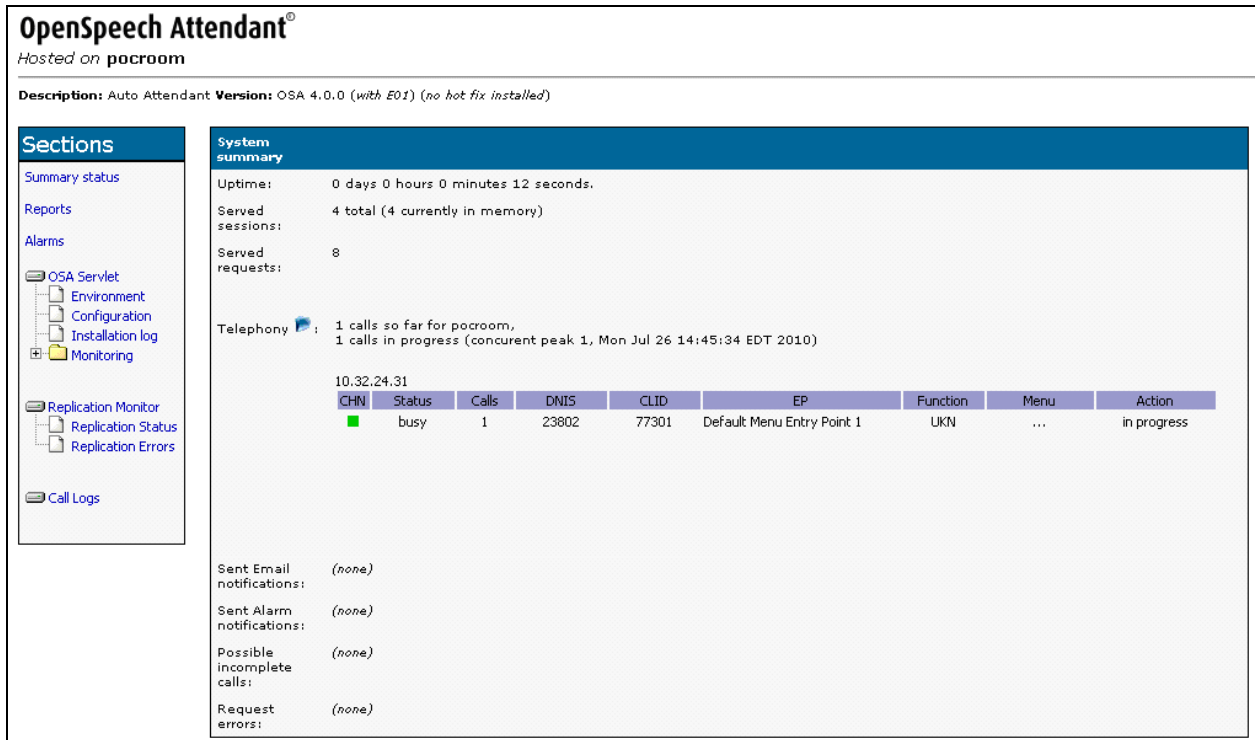 OpenSpeech Attendant®
Hosted on pocroom
Description: Auto Attendant Version: OSA 4.0.0 (with E01) (no hot fix installed)
Sections
Summary status
Reports
Alarms
OSA Servlet
Environment
Configuration
Installation log
Monitoring
Replication Monitor
Replication Status
Replication Errors
Call Logs
System
summary
Uptime: 0 days 0 hours 0 minutes 12 seconds.
Served 4 total (4 currently in memory)
sessions:
Served 8
requests:
Telephony : 1 calls so far for pocroom,
1 calls in progress (concurent peak 1, Mon Jul 26 14:45:34 EDT 2010)
10.32.24.31
CHN Status Calls DNIS CLID EP Function Menu Action
busy 1 23802 77301 Default Menu Entry Point 1 UKN ... in progress
Sent Email (none)
notifications:
Sent Alarm (none)
notifications:
Possible (none)
incomplete
calls:
Request (none)
errors: